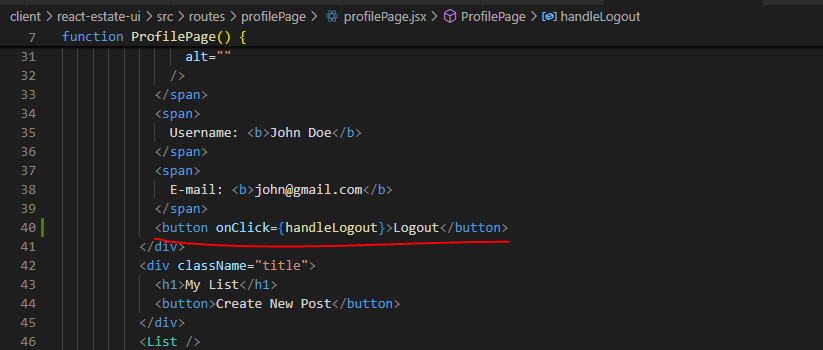 client > react-estate-ui > src > routes > profilePage > profilePage.jsx > ProfilePage > handleLogout
7 function ProfilePage() {
31 alt=""
32 />
33 </span>
34 <span>
35 Username: <b>John Doe</b>
36 </span>
37 <span>
38 E-mail: <b>john@gmail.com</b>
39 </span>
40 <button onClick={handleLogout}>Logout</button>
41 </div>
42 <div className="title">
43 <h1>My List</h1>
44 <button>Create New Post</button>
45 </div>
46 <List />